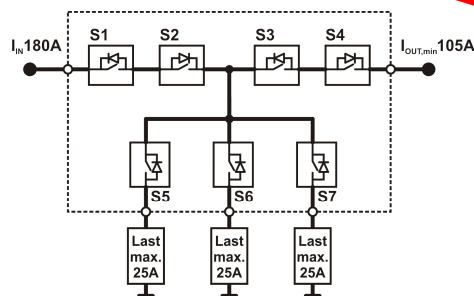 S1 S2 S3 S4
I_IN 180A I_OUT,min 105A
S5 S6 S7
Last Last Last
max. max. max.
25A 25A 25A